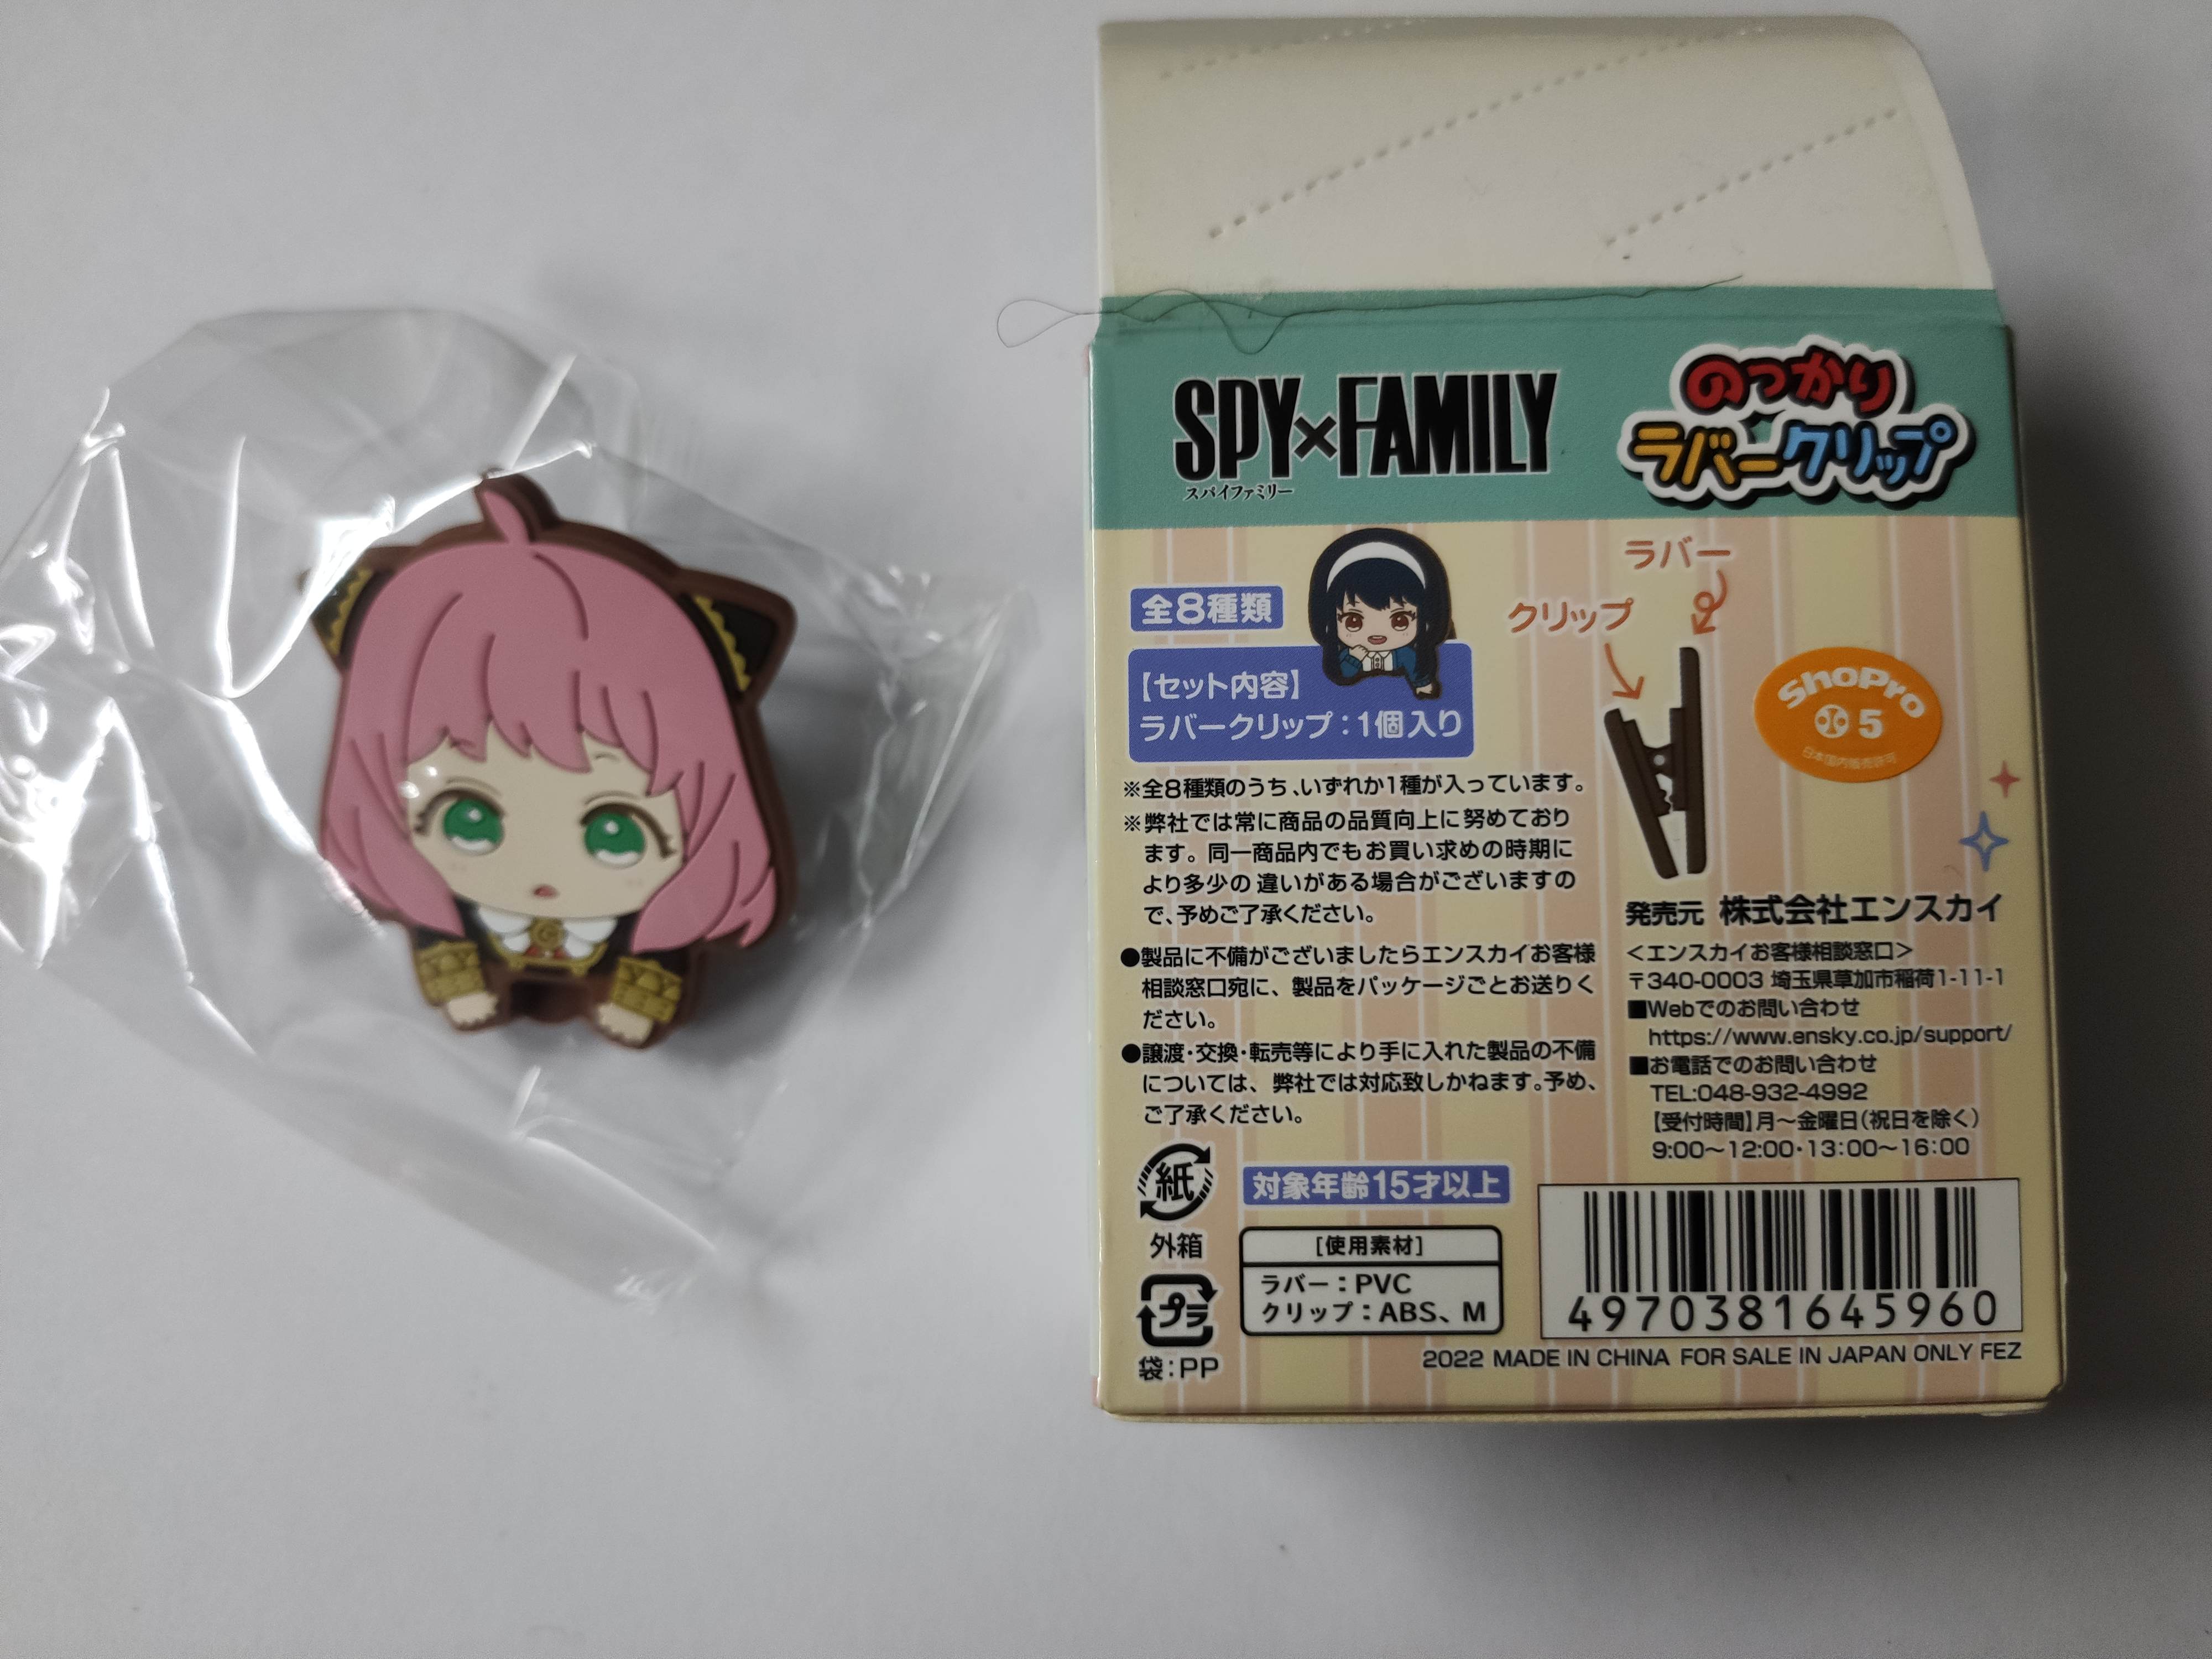 SPY×FAMILY
スパイファミリー
のっかり
ラバークリップ
全8種類
【セット内容】
ラバークリップ：1個入り
ラバー
クリップ
ShoPro
5
日本国内販売許可
※全8種類のうち、いずれか1種が入っています。
※弊社では常に商品の品質向上に努めており
ます。同一商品内でもお買い求めの時期に
より多少の違いがある場合がございますの
で、予めご了承ください。
●製品に不備がございましたらエンスカイお客様
相談窓口宛に、製品をパッケージごとお送りく
ださい。
●譲渡・交換・転売等により手に入れた製品の不備
については、弊社では対応致しかねます。予め、
ご了承ください。
発売元 株式会社エンスカイ
＜エンスカイお客様相談窓口＞
〒340-0003 埼玉県草加市稲荷1-11-1
■Webでのお問い合わせ
https://www.ensky.co.jp/support/
■お電話でのお問い合わせ
TEL:048-932-4992
【受付時間】月～金曜日（祝日を除く）
9:00～12:00・13:00～16:00
紙
外箱
プラ
袋：PP
対象年齢15才以上
［使用素材］
ラバー：PVC
クリップ：ABS、M
4970381645960
2022 MADE IN CHINA FOR SALE IN JAPAN ONLY FEZ